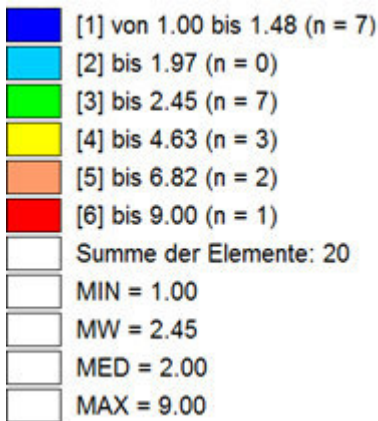 [1] von 1.00 bis 1.48 (n = 7)
[2] bis 1.97 (n = 0)
[3] bis 2.45 (n = 7)
[4] bis 4.63 (n = 3)
[5] bis 6.82 (n = 2)
[6] bis 9.00 (n = 1)
Summe der Elemente: 20
MIN = 1.00
MW = 2.45
MED = 2.00
MAX = 9.00